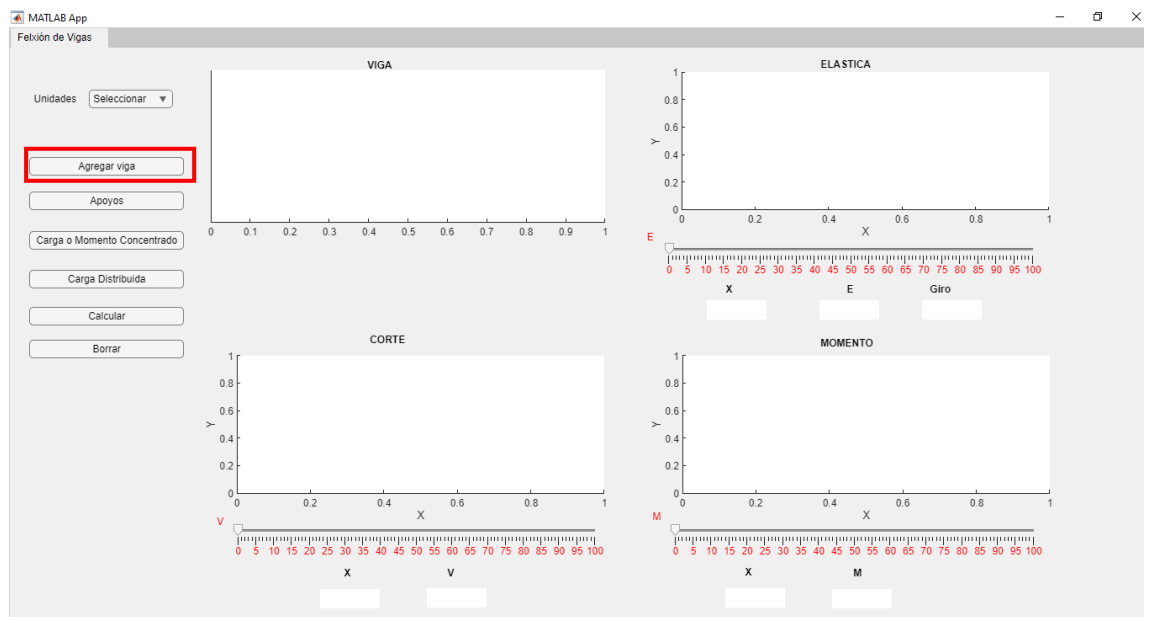 MATLAB App
Felxión de Vigas
Unidades Seleccionar
Agregar viga
Apoyos
Carga o Momento Concentrado
Carga Distribuida
Calcular
Borrar
VIGA
0 0.1 0.2 0.3 0.4 0.5 0.6 0.7 0.8 0.9 1
ELASTICA
1
0.8
0.6
Y
0.4
0.2
0
0 0.2 0.4 0.6 0.8 1
X
E
0 5 10 15 20 25 30 35 40 45 50 55 60 65 70 75 80 85 90 95 100
X E Giro
CORTE
1
0.8
0.6
Y
0.4
0.2
0
0 0.2 0.4 0.6 0.8 1
X
V
0 5 10 15 20 25 30 35 40 45 50 55 60 65 70 75 80 85 90 95 100
X V
MOMENTO
1
0.8
0.6
Y
0.4
0.2
0
0 0.2 0.4 0.6 0.8 1
X
M
0 5 10 15 20 25 30 35 40 45 50 55 60 65 70 75 80 85 90 95 100
X M